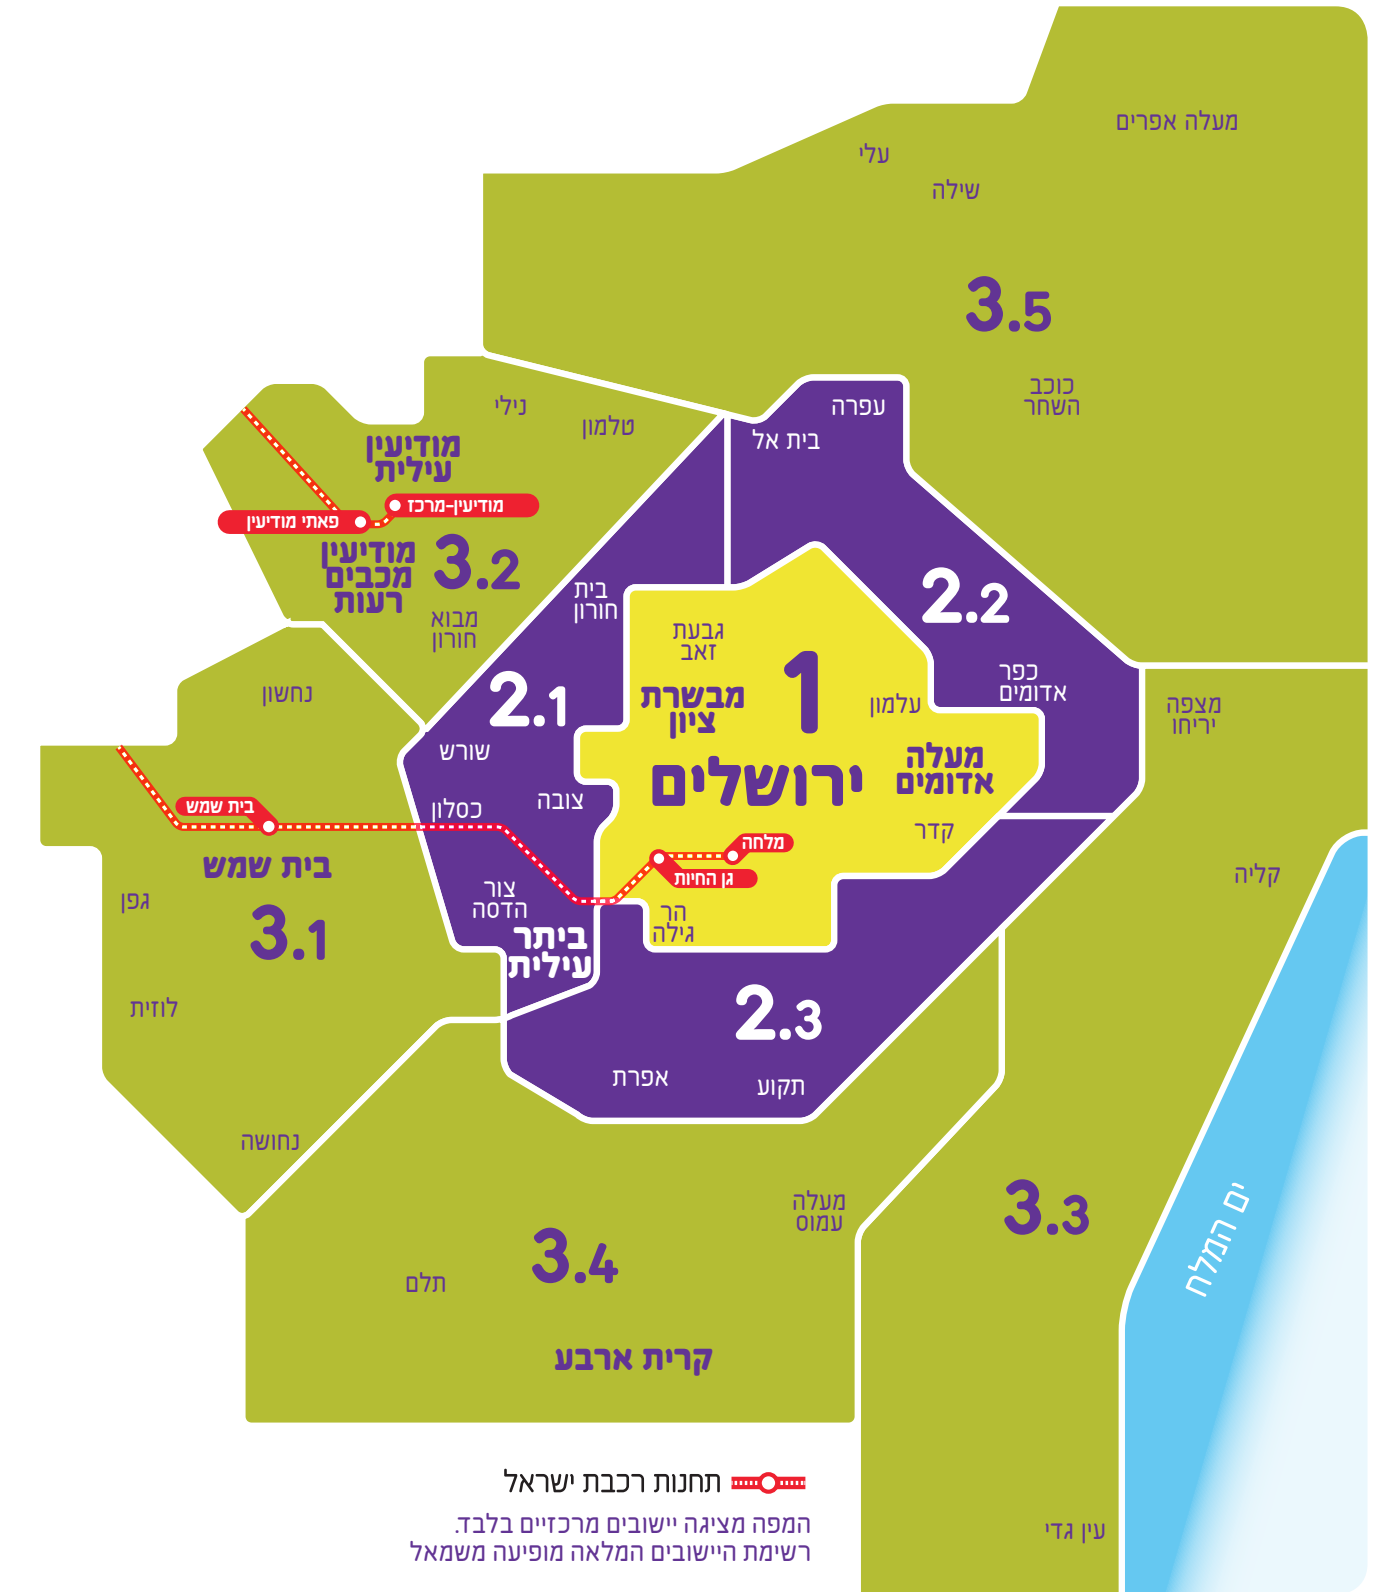 מעלה אפרים
עלי
שילה
3.5
כוכב
השחר
עפרה
בית אל
נילי
טלמון
מודיעין
עילית
מודיעין-מרכז
פאתי מודיעין
מודיעין
מכבים
רעות
3.2
מבוא
חורון
בית
חורון
2.2
כפר
אדומים
גבעת
זאב
1
מבשרת
ציון
עלמון
מעלה
אדומים
ירושלים
קדר
מלחה
גן החיות
הר
גילה
מצפה
יריחו
קליה
נחשון
2.1
שורש
צובה
כסלון
בית שמש
בית שמש
גפן
3.1
לוזית
נחושה
צור
הדסה
ביתר
עילית
2.3
אפרת
תקוע
מעלה
עמוס
3.3
ים המלח
3.4
תלם
קרית ארבע
עין גדי
תחנות רכבת ישראל
המפה מציגה יישובים מרכזיים בלבד.
רשימת היישובים המלאה מופיעה משמאל